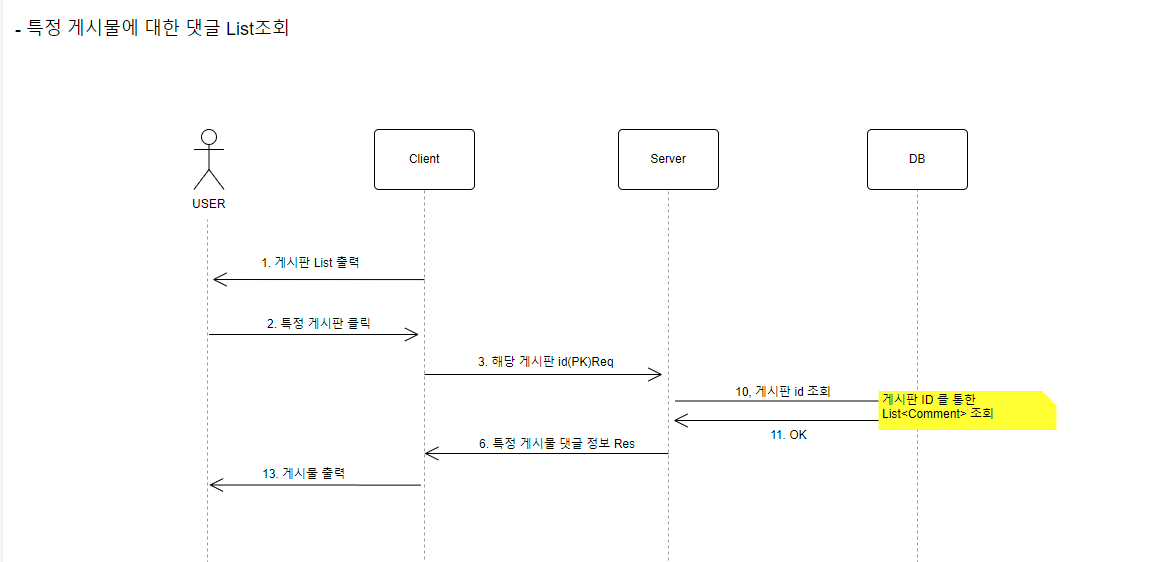 - 특정 게시물에 대한 댓글 List조회
USER
Client
Server
DB
1. 게시판 List 출력
2. 특정 게시판 클릭
3. 해당 게시판 id(PK)Req
10, 게시판 id 조회
게시판 ID 를 통한
List<Comment> 조회
11. OK
6. 특정 게시물 댓글 정보 Res
13. 게시물 출력